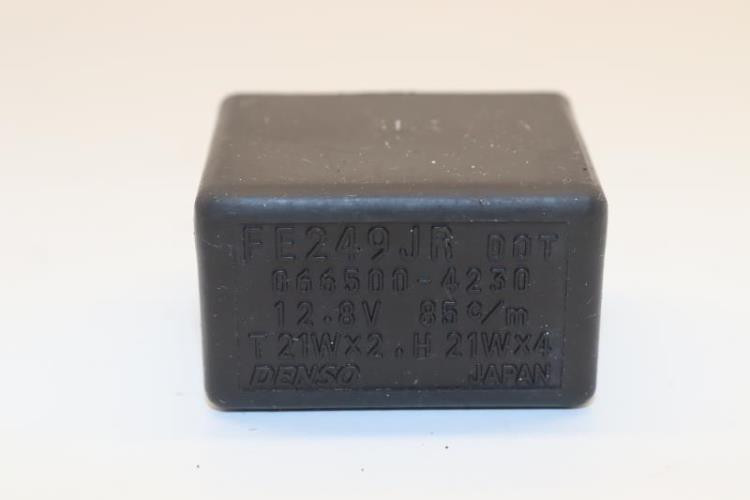 FE249JR DOT
066500-4230
12.8V 85c/m
T 21W×2.H 21W×4
DENSO JAPAN